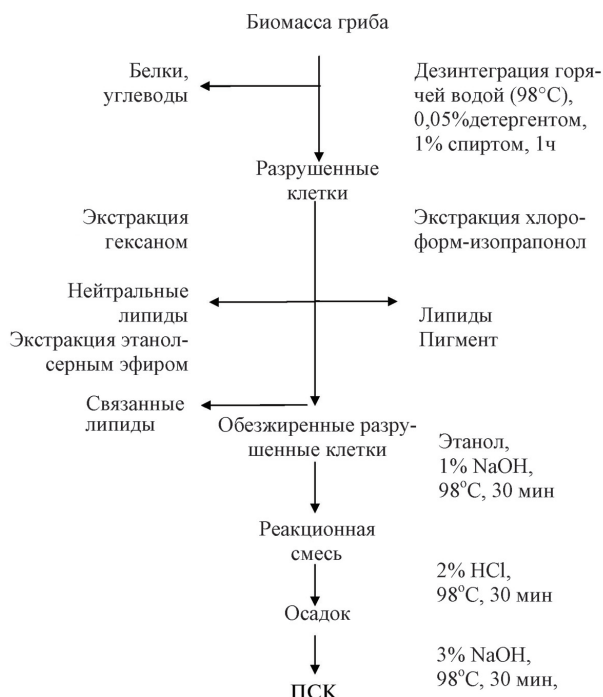 Биомасса гриба
Белки,
углеводы
Дезинтеграция горя-
чей водой (98°С),
0,05%детергентом,
1% спиртом, 1ч
Разрушенные
клетки
Экстракция
гексаном
Экстракция хлоро-
форм-изопрапонол
Нейтральные
липиды
Экстракция этанол-
серным эфиром
Липиды
Пигмент
Связанные
липиды
Обезжиренные разру-
шенные клетки
Этанол,
1% NaOH,
98°С, 30 мин
Реакционная
смесь
2% HCl,
98°С, 30 мин
Осадок
3% NaOH,
98°С, 30 мин,
ПСК